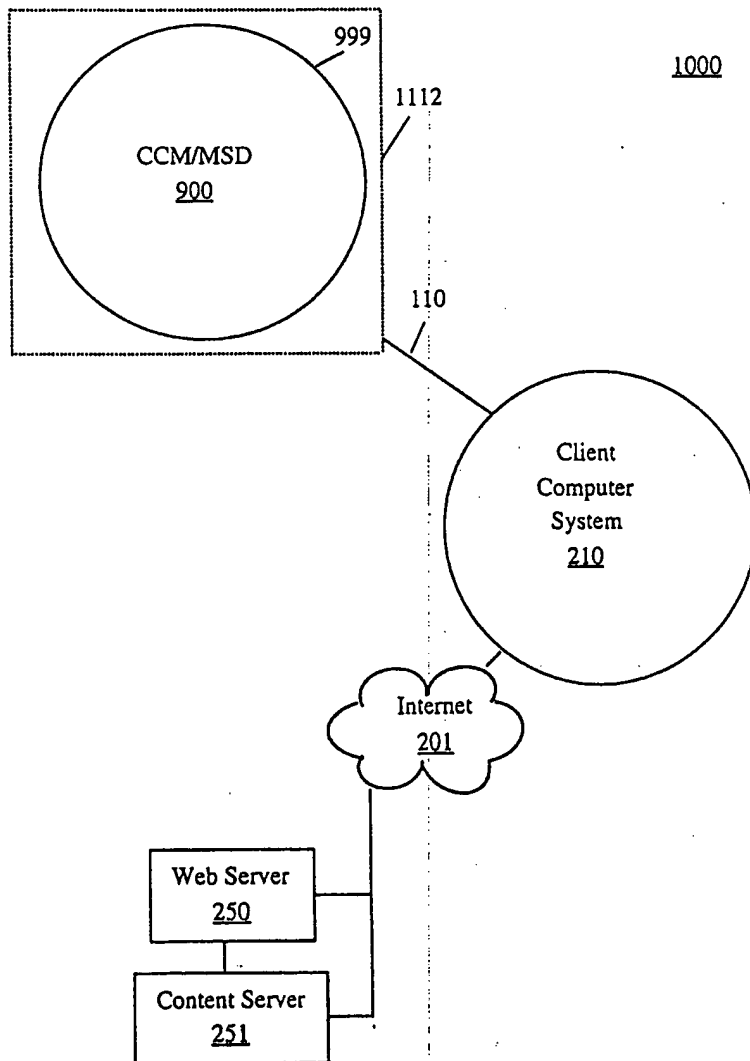 999
1000
1112
CCM/MSD
900
110
Client
Computer
System
210
Internet
201
Web Server
250
Content Server
251